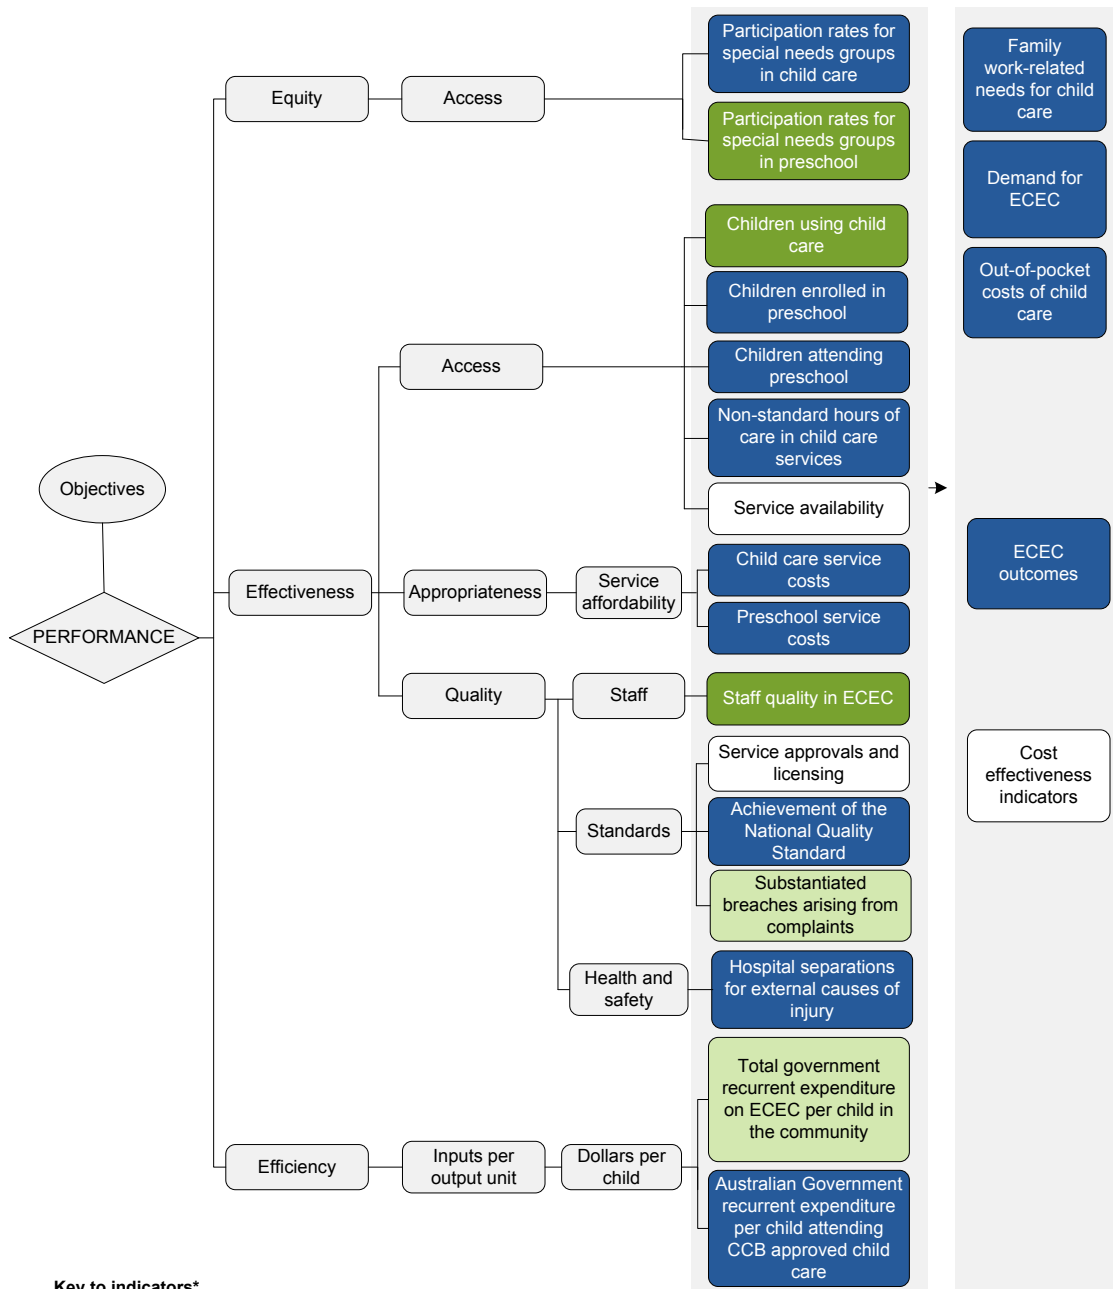 Participation rates for
special needs groups
in child care
Family
work-related
needs for child
care
Equity
Access
Participation rates for
special needs groups
in preschool
Demand for
ECEC
Children using child
care
Out-of-pocket
costs of child
care
Children enrolled in
preschool
Access
Children attending
preschool
Non-standard hours of
care in child care
services
Objectives
Service availability
ECEC
outcomes
Effectiveness
Appropriateness
Service
affordability
Child care service
costs
Preschool service
costs
PERFORMANCE
Quality
Staff
Staff quality in ECEC
Service approvals and
licensing
Cost
effectiveness
indicators
Standards
Achievement of the
National Quality
Standard
Substantiated
breaches arising from
complaints
Health and
safety
Hospital separations
for external causes of
injury
Total government
recurrent expenditure
on ECEC per child in
the community
Efficiency
Inputs per
output unit
Dollars per
child
Australian Government
recurrent expenditure
per child attending
CCB approved child
care
Key to indicators*